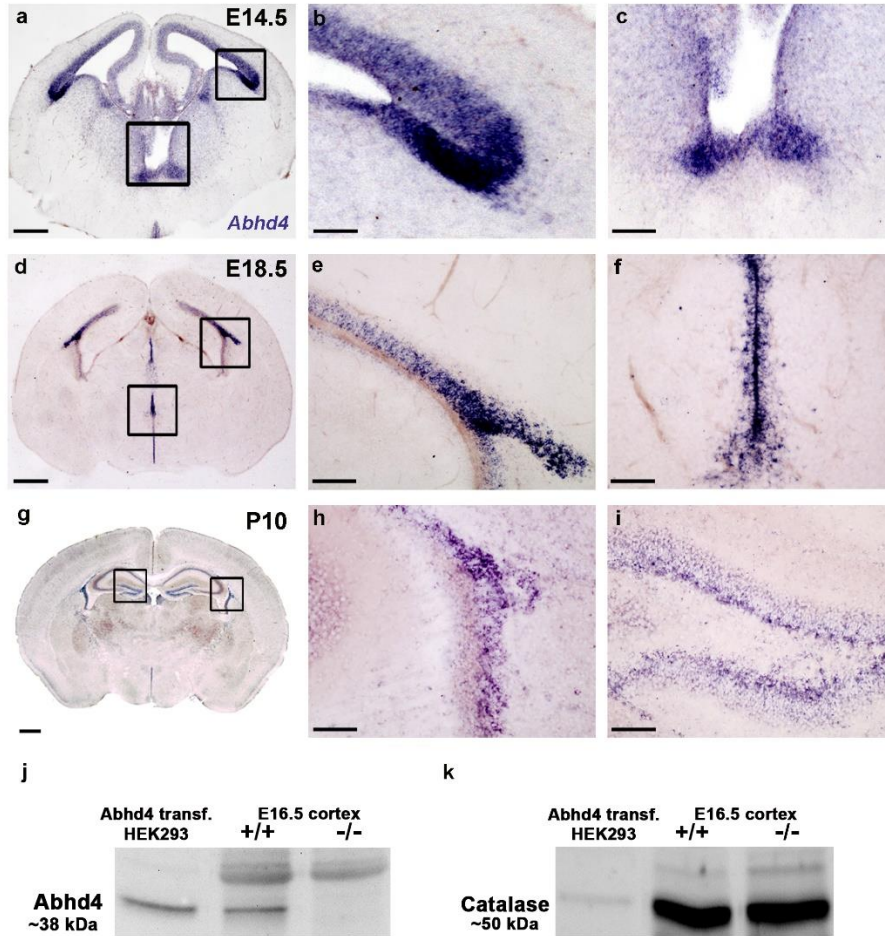 a E14.5
Abhd4
b
c
d E18.5
e
f
g P10
h
i
j
Abhd4 transf.
HEK293
E16.5 cortex
+/+ -/-
Abhd4
~38 kDa
k
Abhd4 transf.
HEK293
E16.5 cortex
+/+ -/-
Catalase
~50 kDa